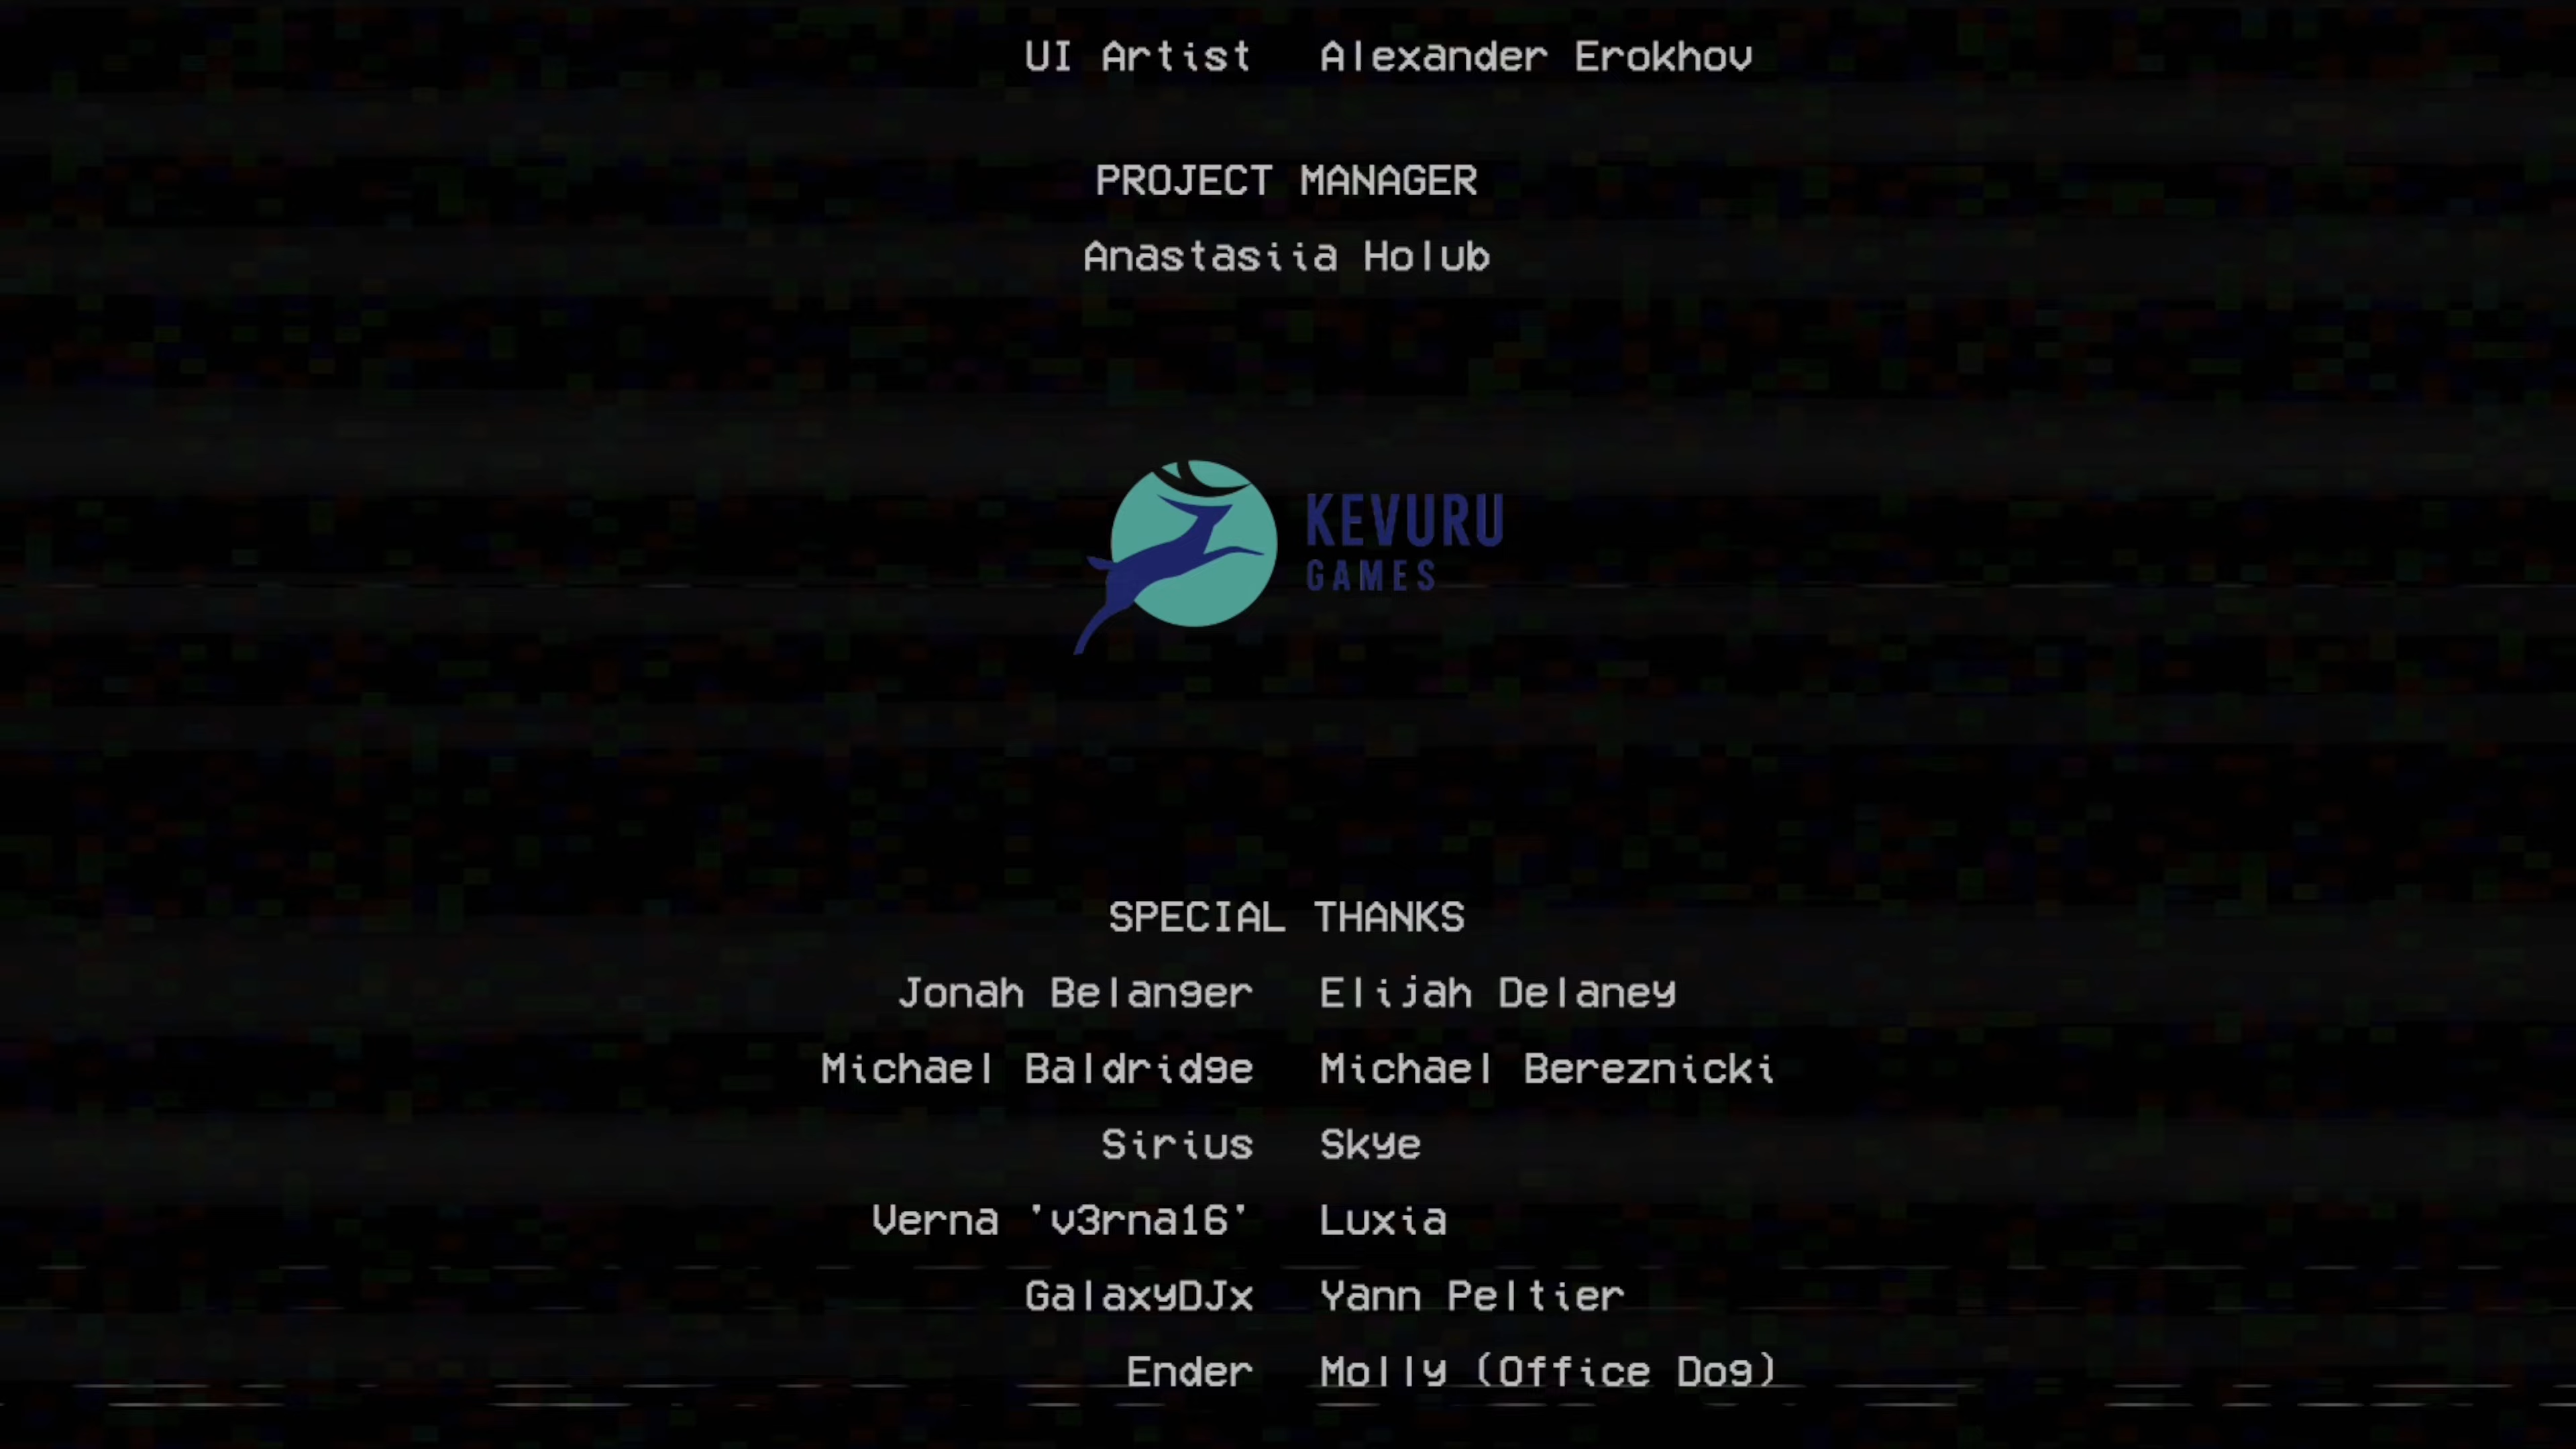 UI Artist Alexander Erokhov
PROJECT MANAGER
Anastasiia Holub
KEVURU
GAMES
SPECIAL THANKS
Jonah Belanger Elijah Delaney
Michael Baldridge Michael Bereznicki
Sirius Skye
Verna 'v3rna16' Luxia
GalaxyDJx Yann Peltier
Ender Molly (Office Dog)